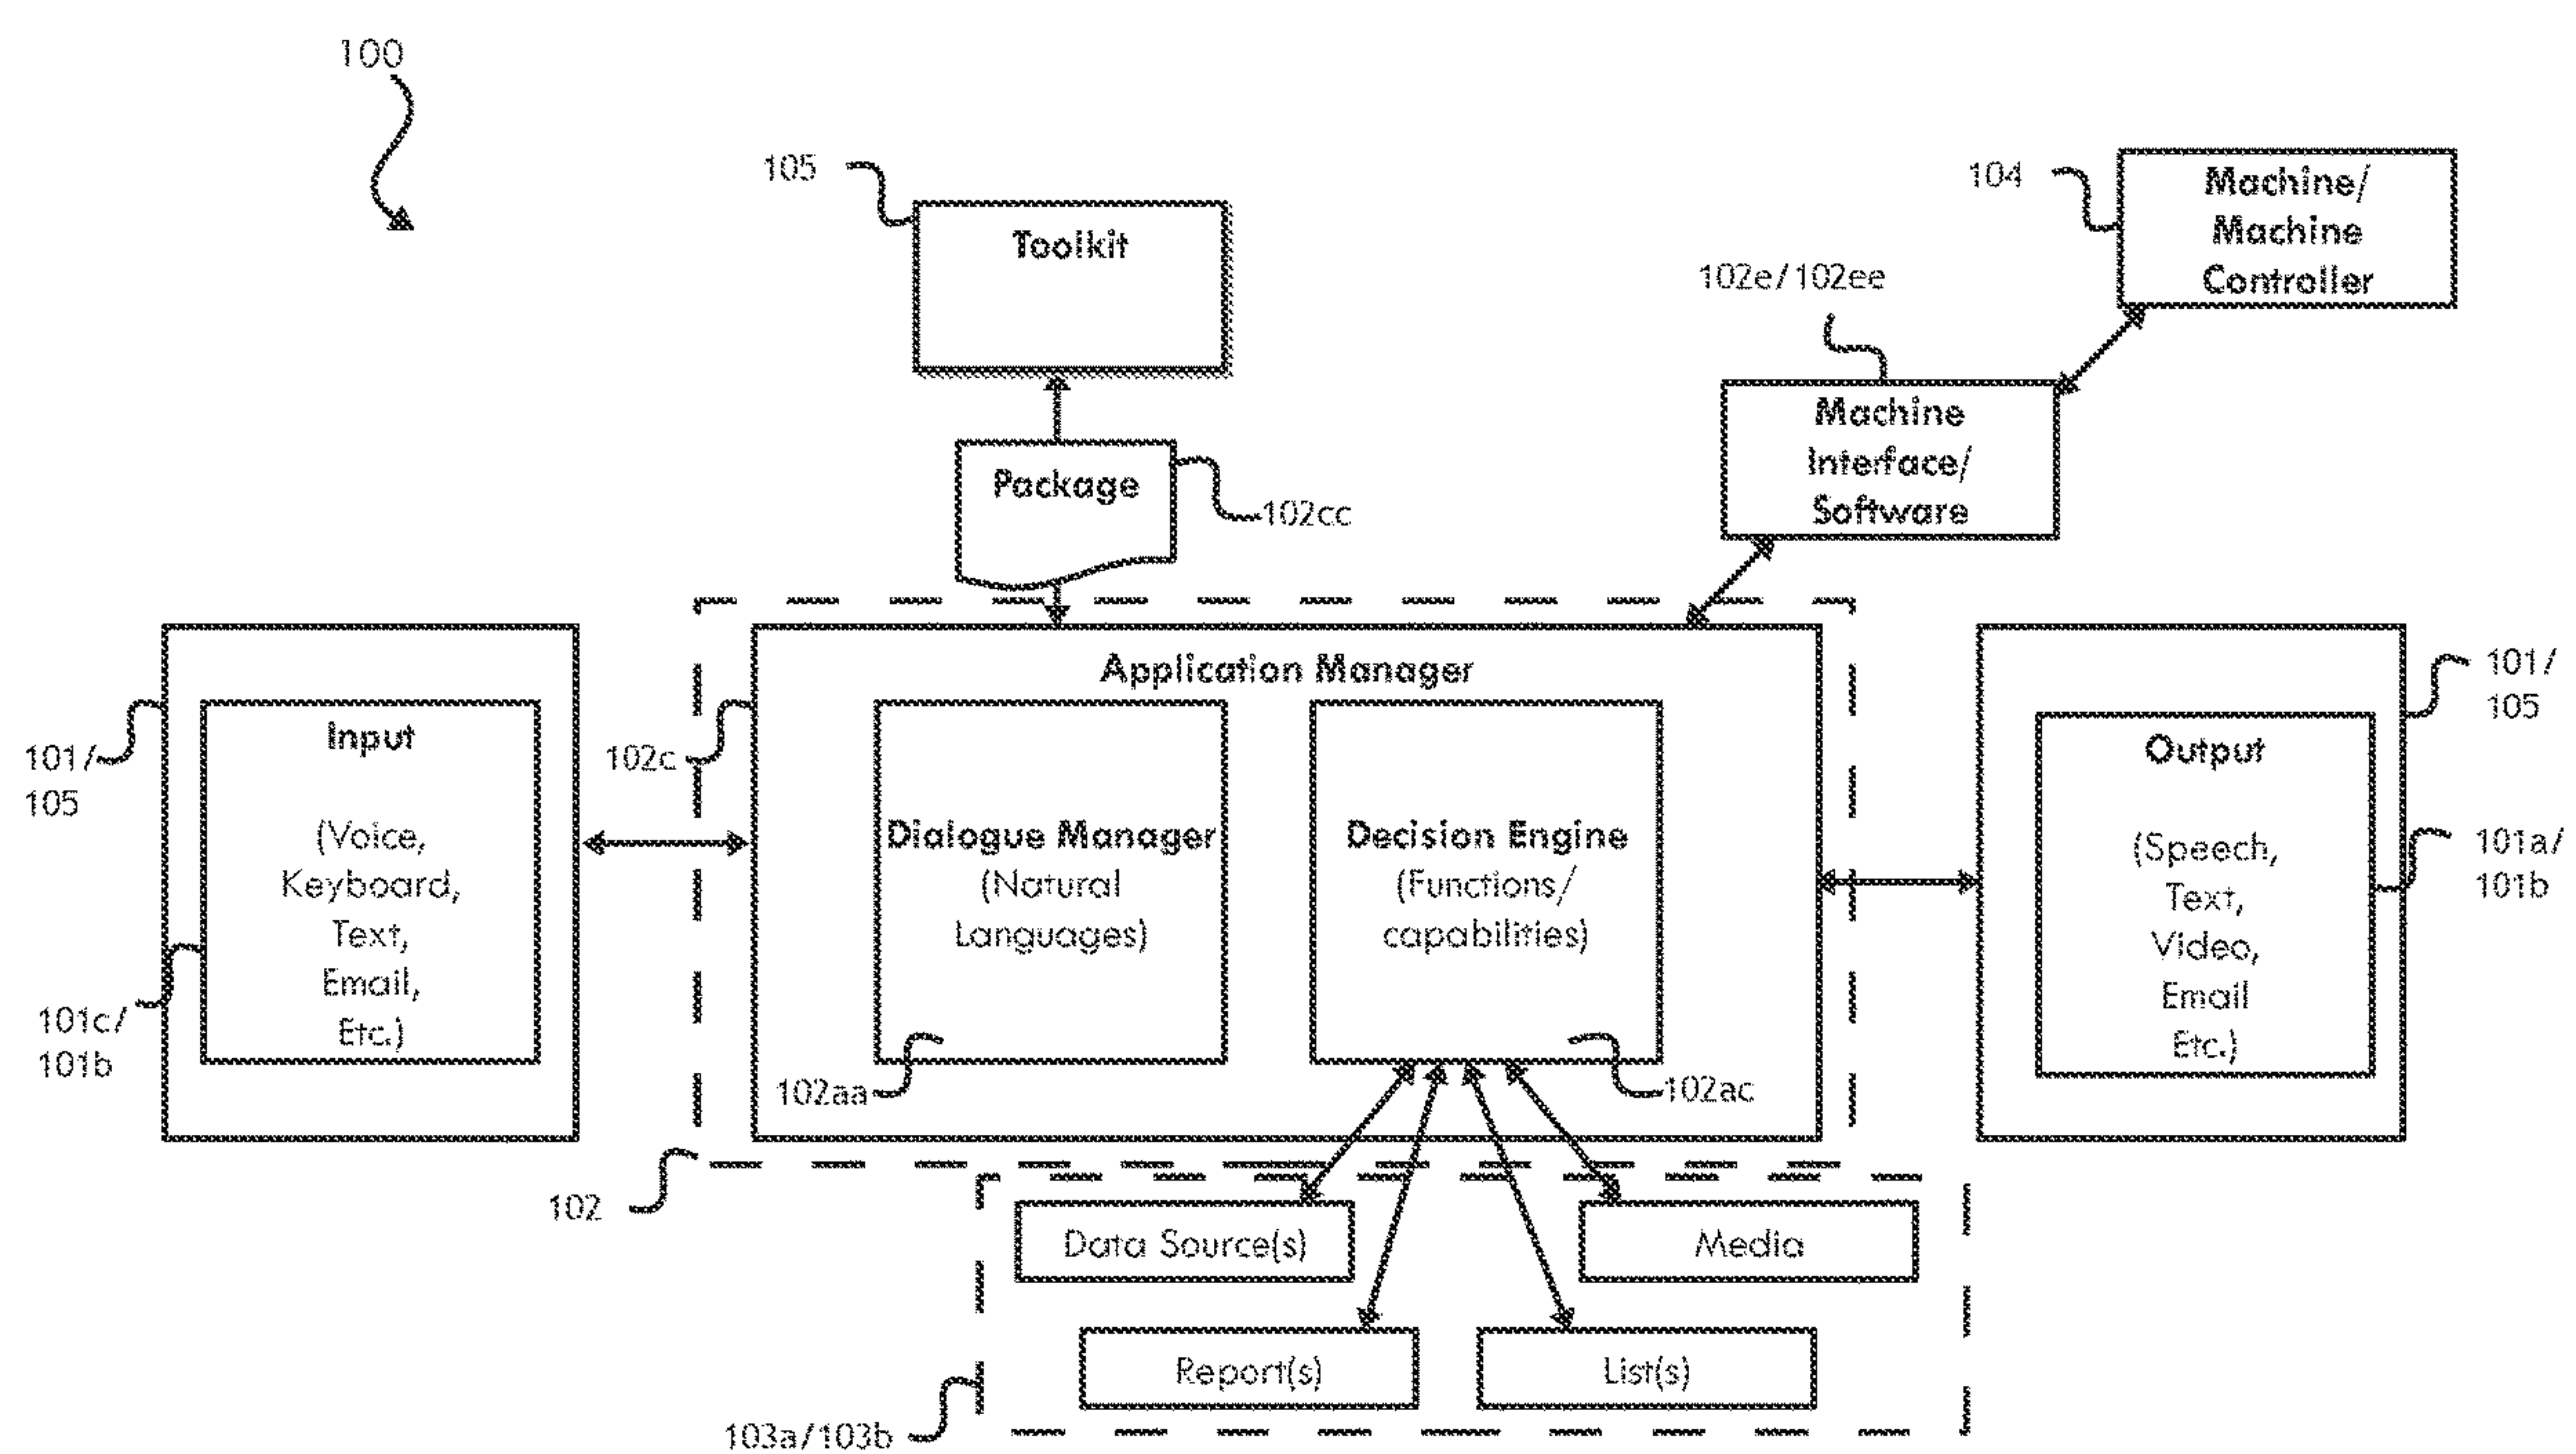 100
105
Toolkit
104
Machine/
Machine
Controller
102e/102ee
Machine
Interface/
Software
Package
102cc
Application Manager
101/
105
Input
(Voice,
Keyboard,
Text,
Email,
Etc.)
101c/
101b
102c
Dialogue Manager
(Natural
Languages)
102aa
Decision Engine
(Functions/
capabilities)
102ac
101/
105
Output
(Speech,
Text,
Video,
Email
Etc.)
101a/
101b
102
Data Source(s)
Media
Report(s)
List(s)
103a/103b